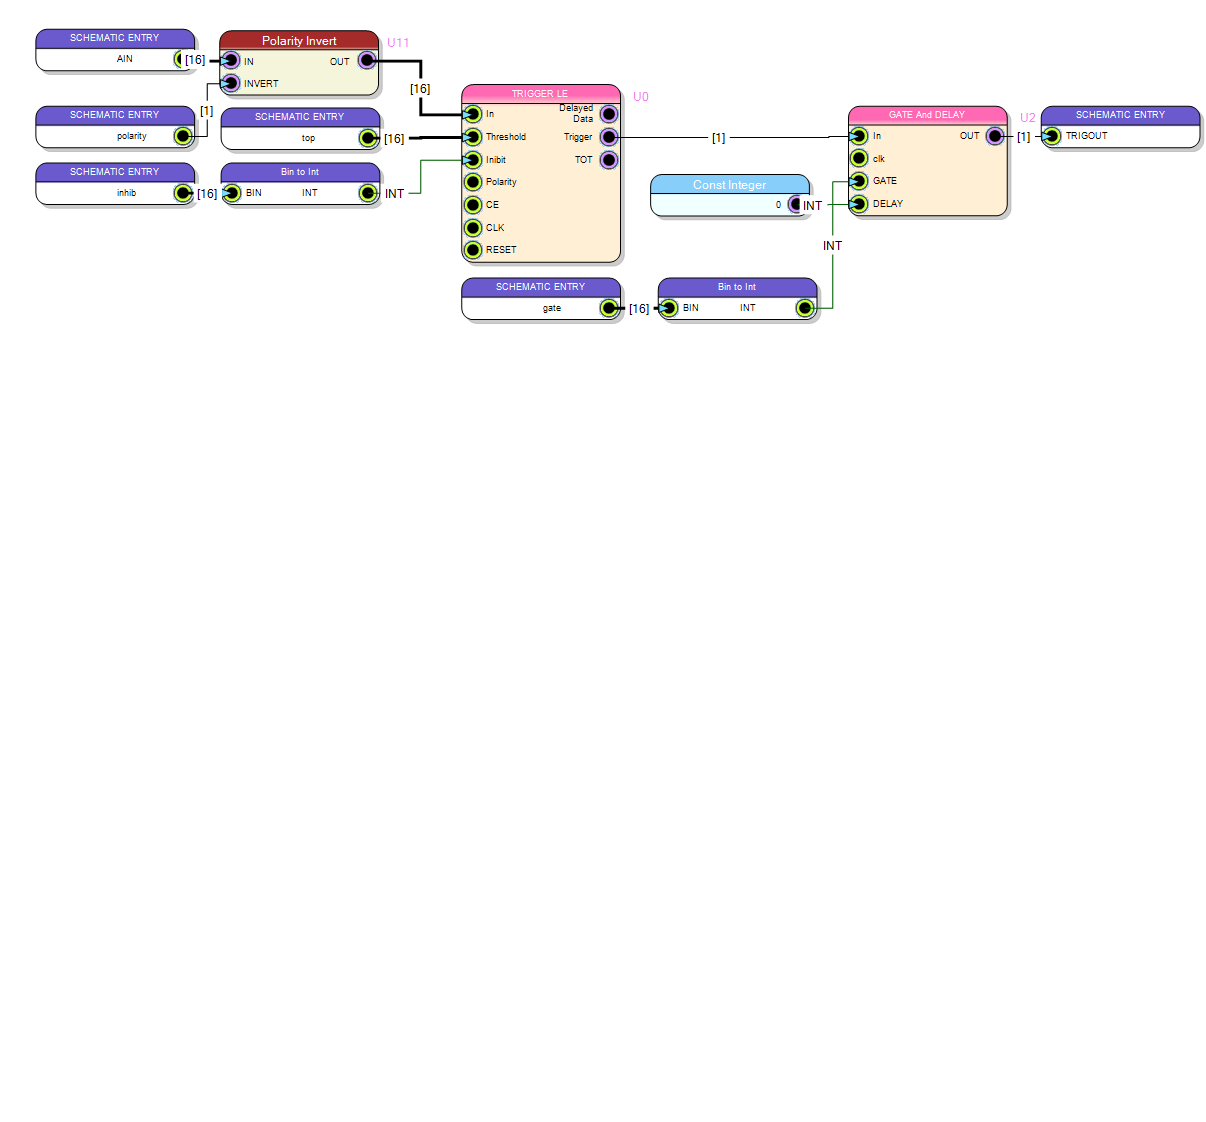 SCHEMATIC ENTRY
AIN
[16]
Polarity Invert
U11
IN
OUT
INVERT
[16]
[1]
SCHEMATIC ENTRY
polarity
SCHEMATIC ENTRY
top
[16]
SCHEMATIC ENTRY
inhib
[16]
Bin to Int
BIN
INT
INT
TRIGGER LE
U0
In
Delayed
Data
Threshold
Trigger
Inibit
TOT
Polarity
CE
CLK
RESET
[1]
Const Integer
0
INT
GATE And DELAY
U2
In
OUT
clk
GATE
DELAY
[1]
SCHEMATIC ENTRY
TRIGOUT
INT
SCHEMATIC ENTRY
gate
[16]
Bin to Int
BIN
INT